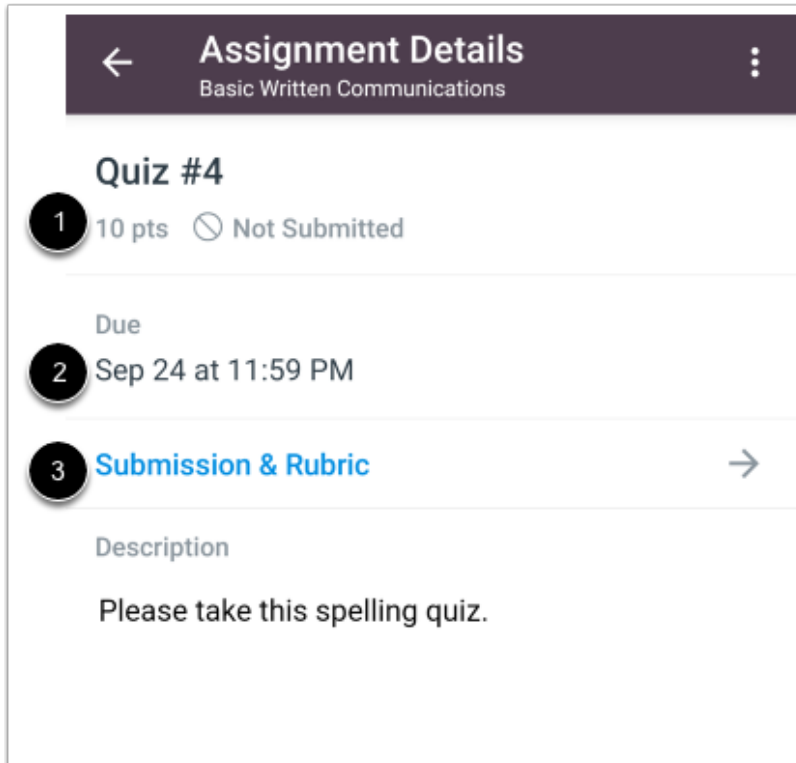 Assignment Details
Basic Written Communications
Quiz #4
1 10 pts Not Submitted
Due
2 Sep 24 at 11:59 PM
3 Submission & Rubric
Description
Please take this spelling quiz.